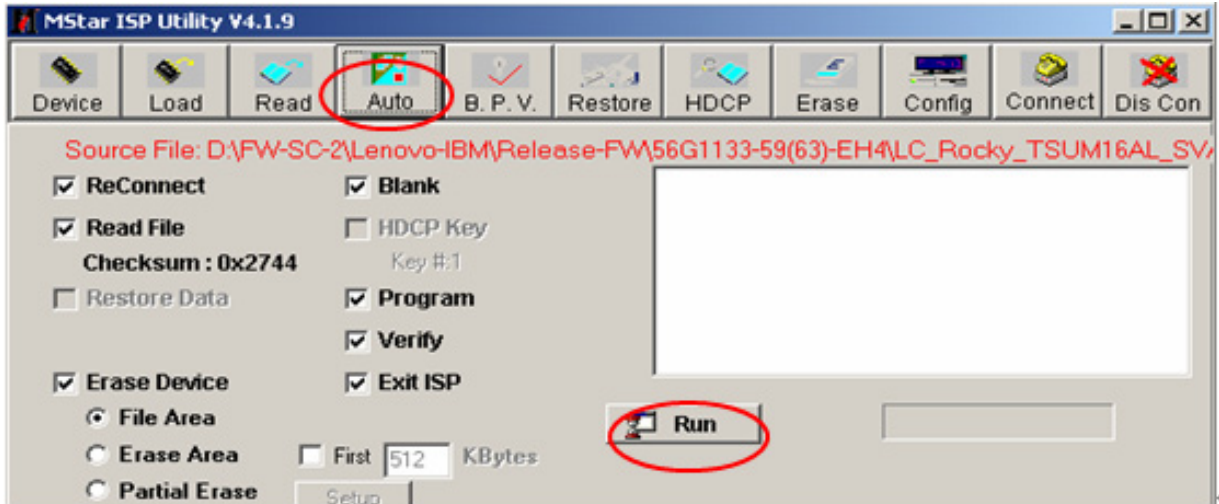 MStar ISP Utility V4.1.9
Device Load Read Auto B. P. V. Restore HDCP Erase Config Connect Dis Con
Source File: D:\FW-SC-2\Lenovo-IBM\Release-FW\56G1133-59(63)-EH4\LC_Rocky_TSUM16AL_SV
ReConnect Blank
Read File HDCP Key
Checksum : 0x2744 Key #:1
Restore Data Program
Verify
Erase Device Exit ISP
File Area Run
Erase Area First 512 KBytes
Partial Erase Setup